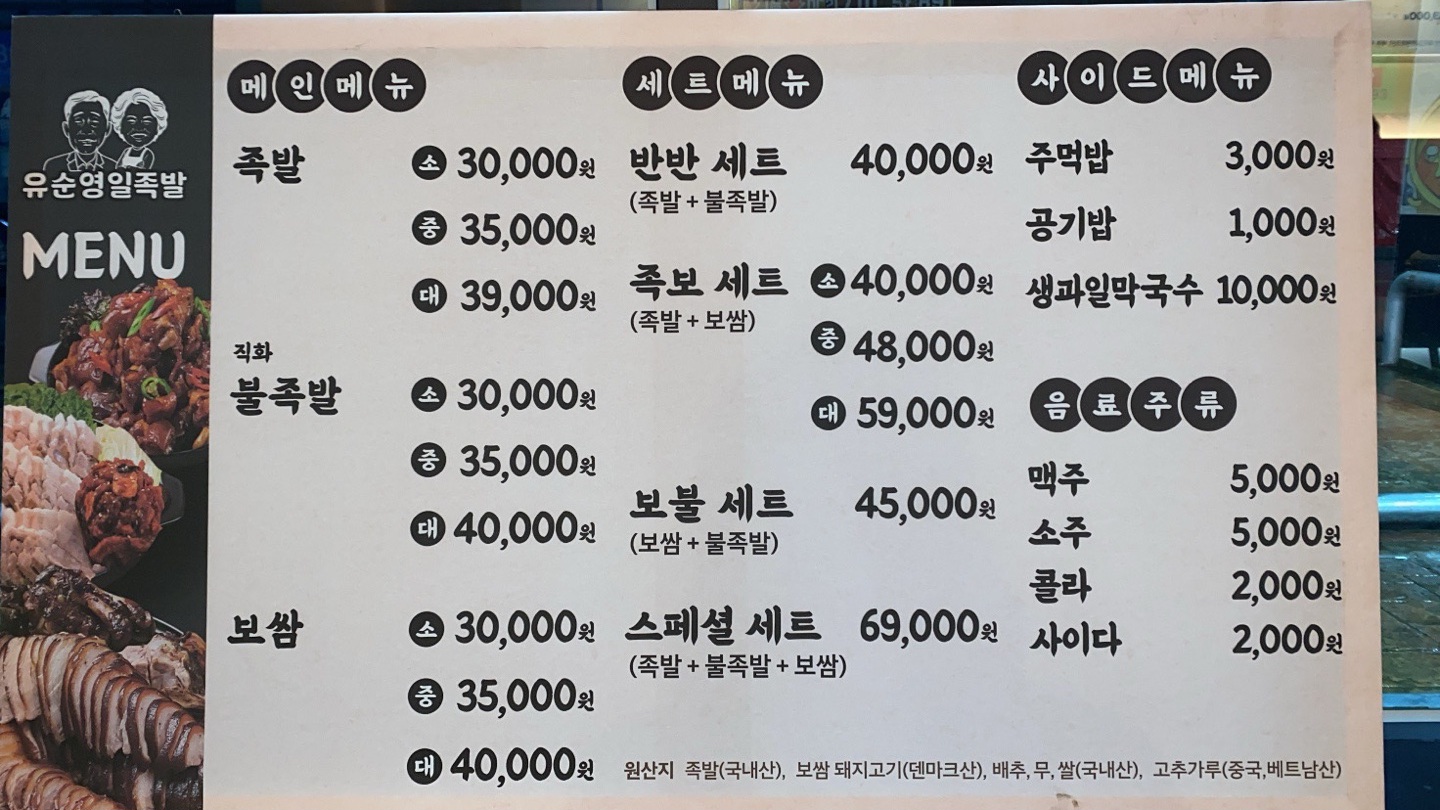 유순영일족발
MENU
메인메뉴
족발 소 30,000원
중 35,000원
대 39,000원
직화
불족발 소 30,000원
중 35,000원
대 40,000원
보쌈 소 30,000원
중 35,000원
대 40,000원
세트메뉴
반반 세트 40,000원
(족발 + 불족발)
족보 세트 소 40,000원
(족발 + 보쌈)
중 48,000원
대 59,000원
보불 세트 45,000원
(보쌈 + 불족발)
스페셜 세트 69,000원
(족발 + 불족발 + 보쌈)
사이드메뉴
주먹밥 3,000원
공기밥 1,000원
생과일막국수 10,000원
음료주류
맥주 5,000원
소주 5,000원
콜라 2,000원
사이다 2,000원
원산지 족발(국내산), 보쌈 돼지고기(덴마크산), 배추, 무, 쌀(국내산), 고추가루(중국,베트남산)